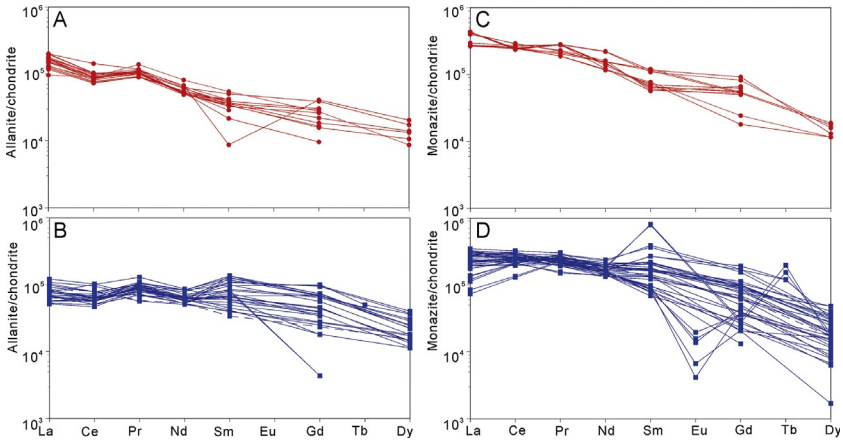 A
C
10^6
10^5
10^4
10^3
Allanite/chondrite
10^6
10^5
10^4
10^3
Monazite/chondrite
B
D
10^6
10^5
10^4
10^3
Allanite/chondrite
10^6
10^5
10^4
10^3
Monazite/chondrite
La Ce Pr Nd Sm Eu Gd Tb Dy
La Ce Pr Nd Sm Eu Gd Tb Dy